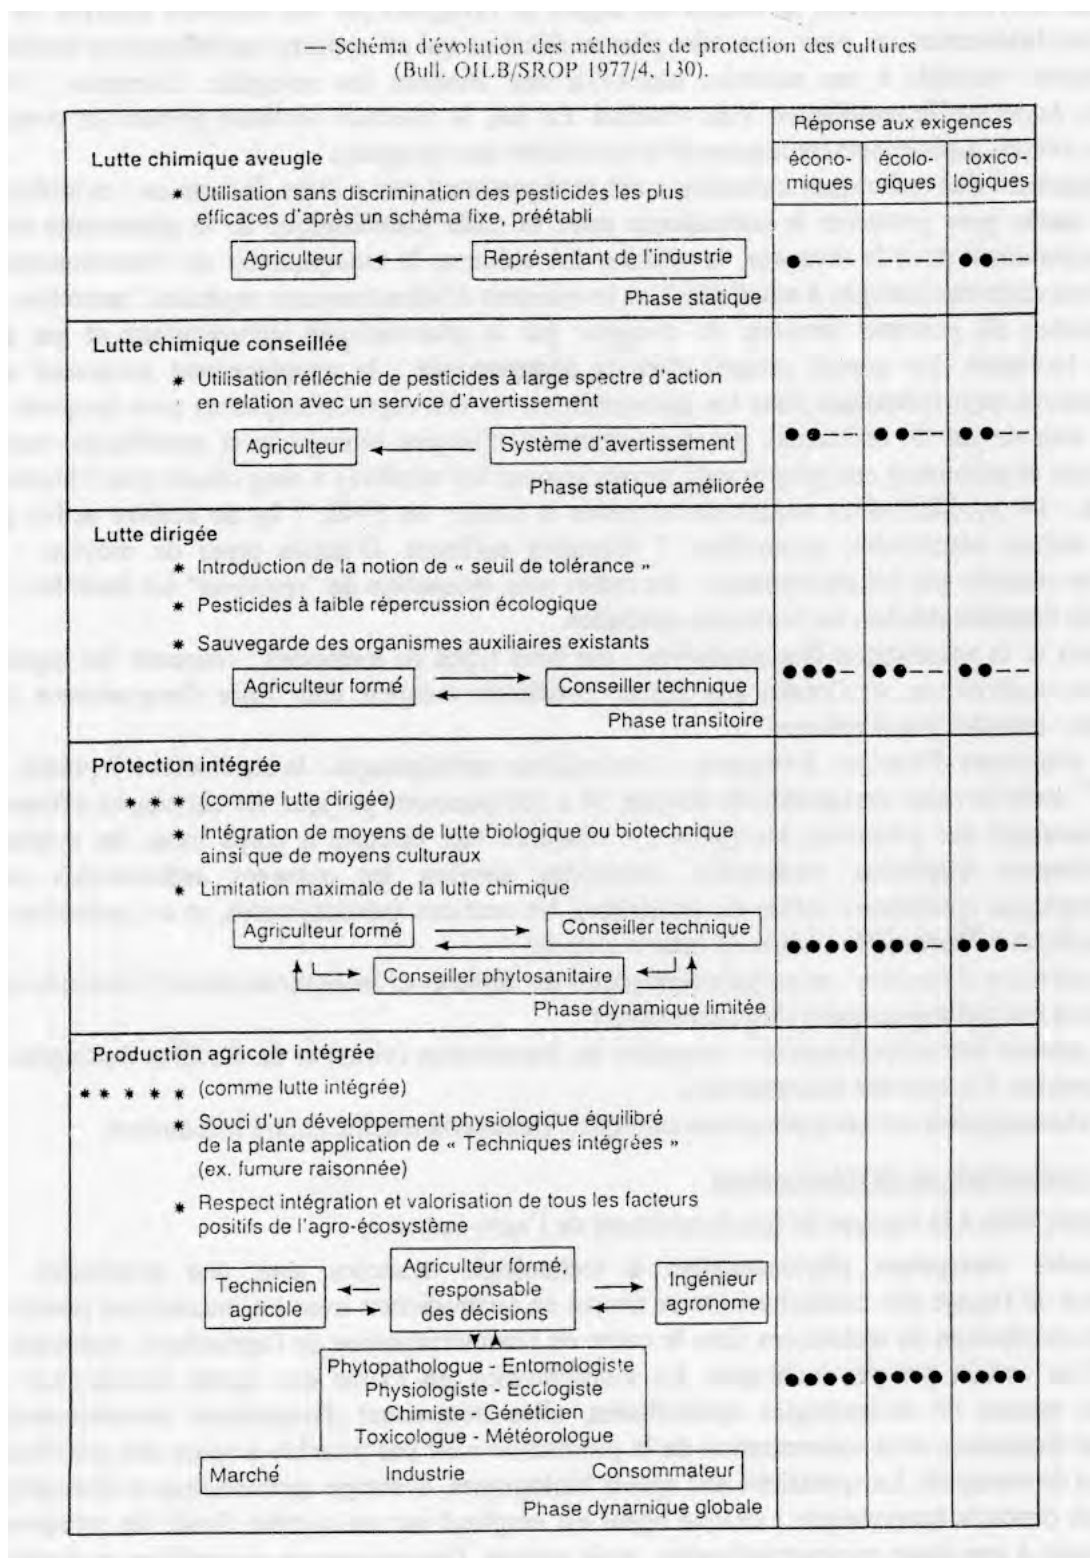 — Schéma d'évolution des méthodes de protection des cultures
(Bull. OILB/SROP 1977/4, 130).
Réponse aux exigences
écono-
miques
écolo-
giques
toxico-
logiques
Lutte chimique aveugle
* Utilisation sans discrimination des pesticides les plus
efficaces d'après un schéma fixe, préétabli
Agriculteur ← Représentant de l'industrie
Phase statique
Lutte chimique conseillée
* Utilisation réfléchie de pesticides à large spectre d'action
en relation avec un service d'avertissement
Agriculteur ← Système d'avertissement
Phase statique améliorée
Lutte dirigée
* Introduction de la notion de « seuil de tolérance »
* Pesticides à faible répercussion écologique
* Sauvegarde des organismes auxiliaires existants
Agriculteur formé Conseiller technique
Phase transitoire
Protection intégrée
* * * (comme lutte dirigée)
* Intégration de moyens de lutte biologique ou biotechnique
ainsi que de moyens culturaux
* Limitation maximale de la lutte chimique
Agriculteur formé Conseiller technique
Conseiller phytosanitaire
Phase dynamique limitée
Production agricole intégrée
* * * * * (comme lutte intégrée)
* Souci d'un développement physiologique équilibré
de la plante application de « Techniques intégrées »
(ex. fumure raisonnée)
* Respect intégration et valorisation de tous les facteurs
positifs de l'agro-écosystème
Technicien
agricole
Agriculteur formé,
responsable
des décisions
Ingénieur
agronome
Phytopathologue - Entomologiste
Physiologiste - Ecologiste
Chimiste - Généticien
Toxicologue - Météorologue
Marché Industrie Consommateur
Phase dynamique globale